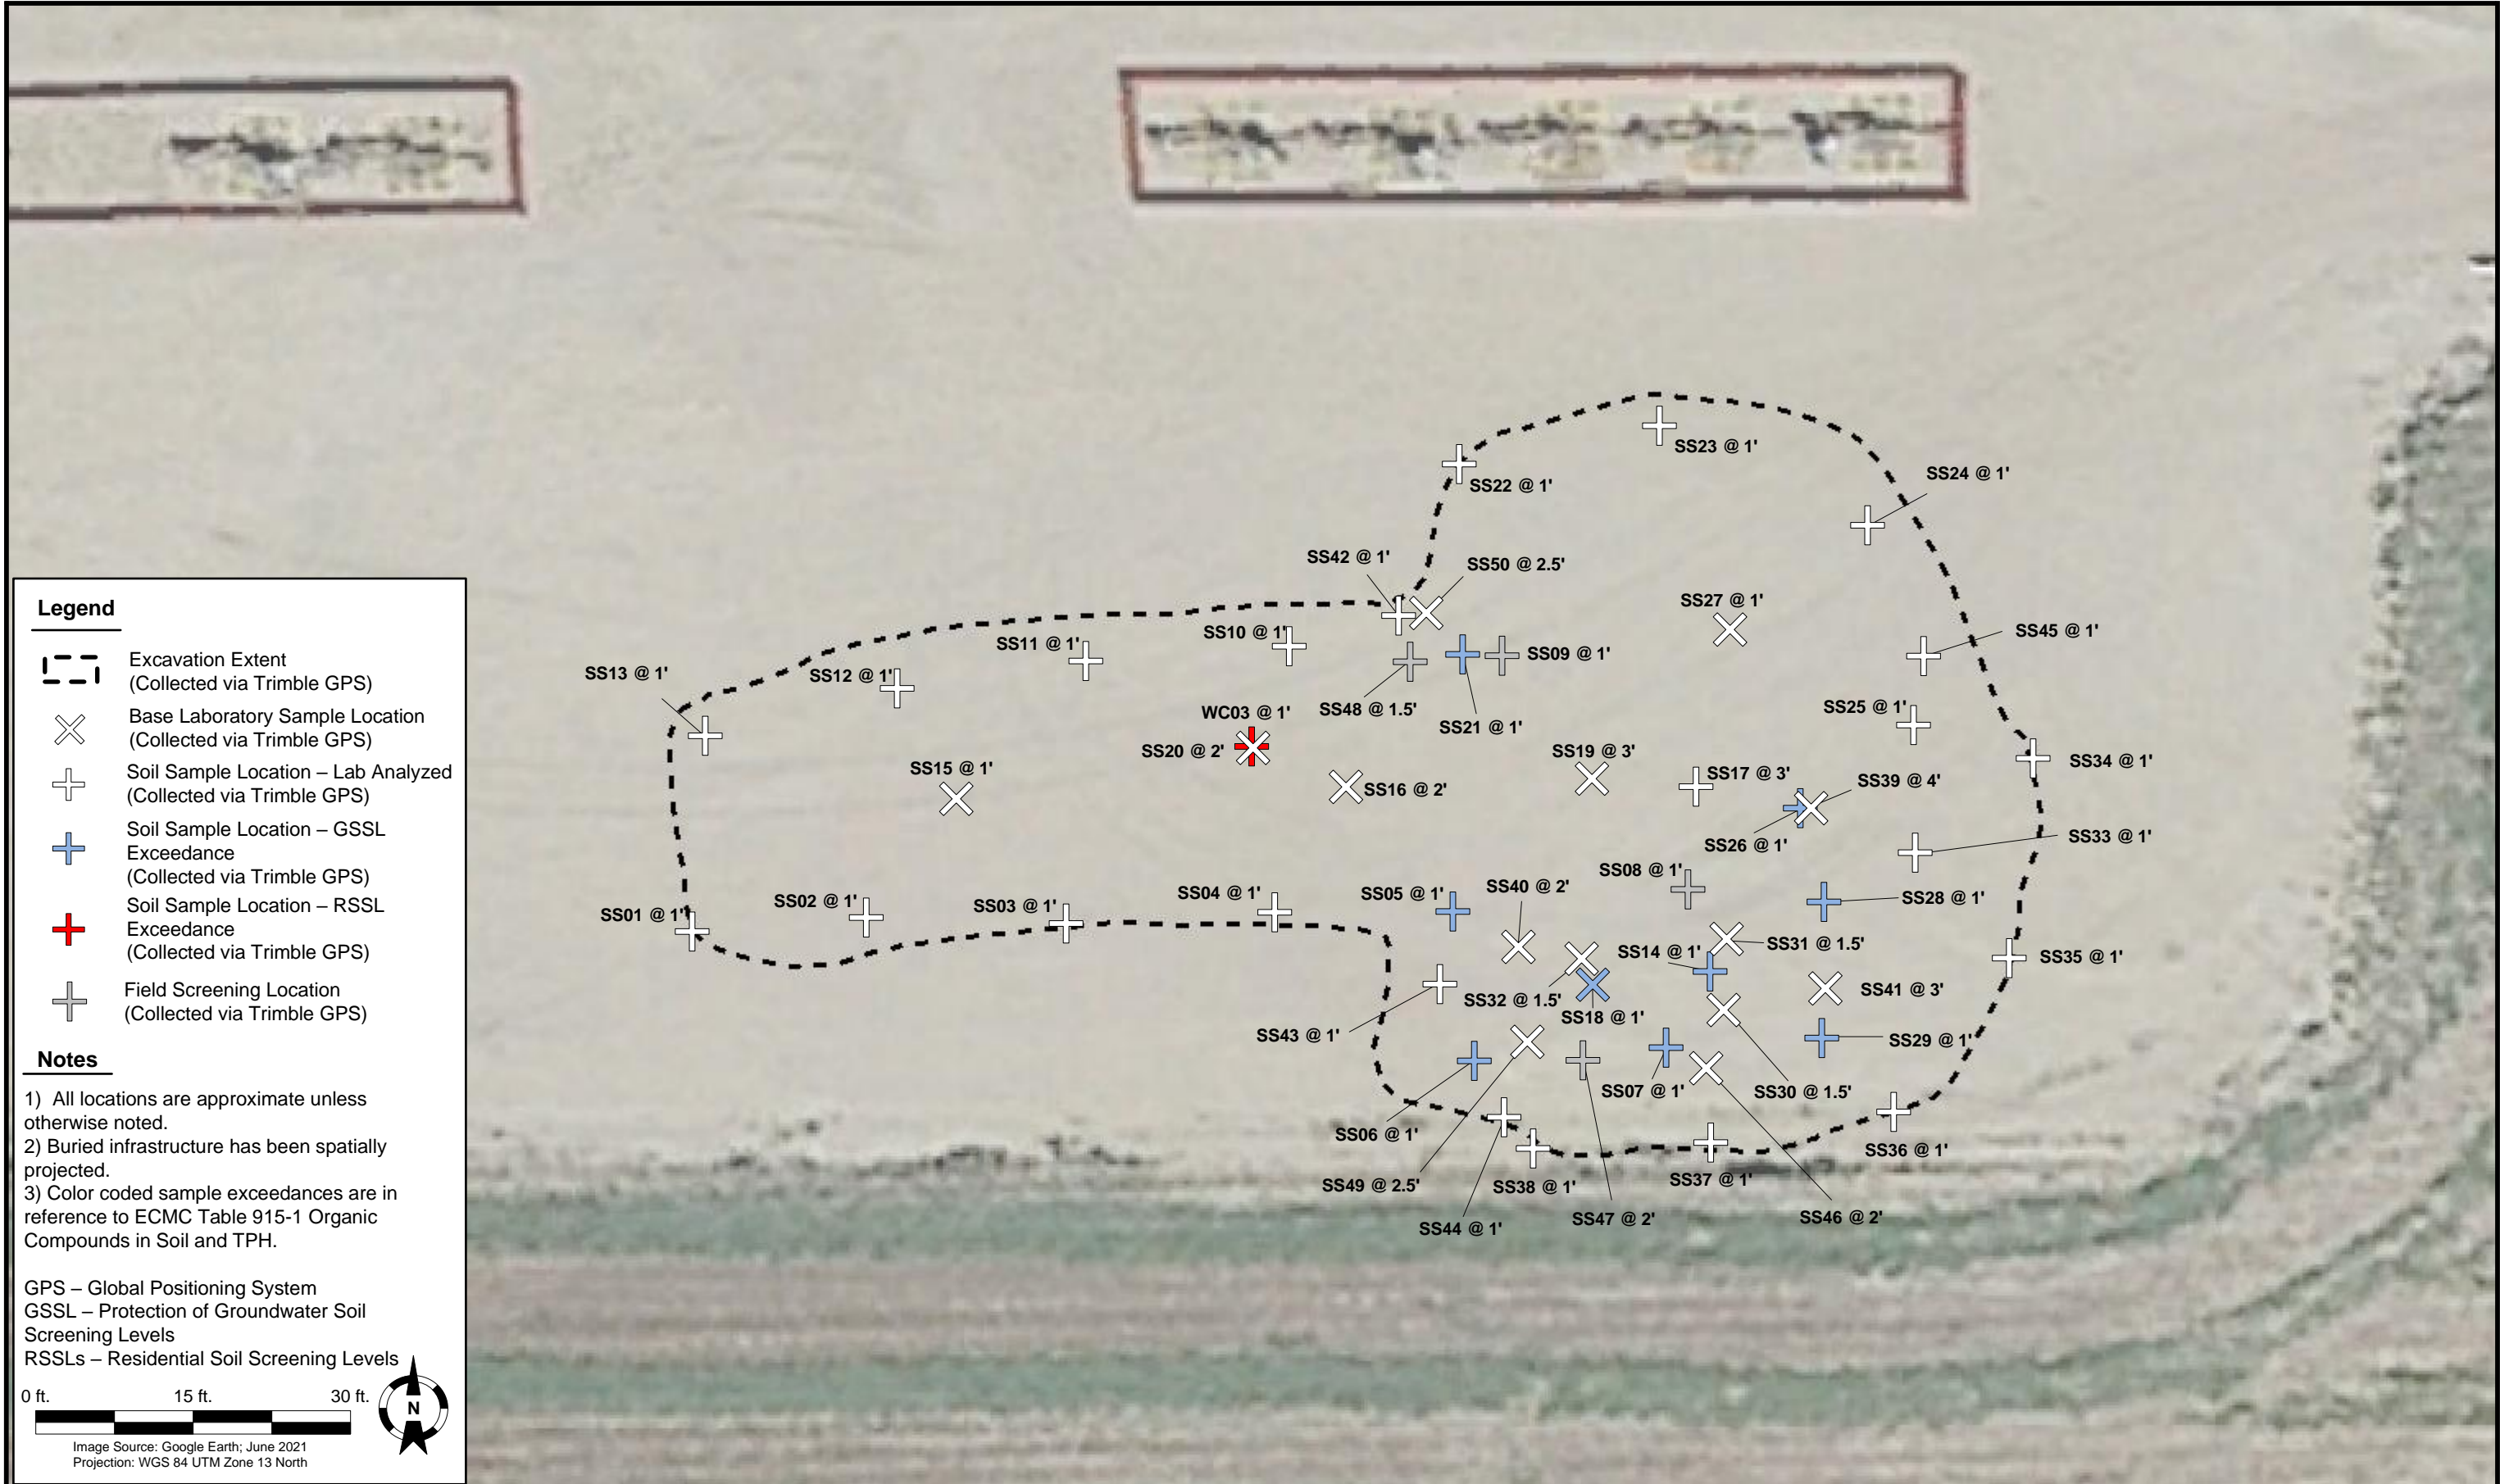 SS23 @ 1'
SS24 @ 1'
SS22 @ 1'
SS42 @ 1'
SS50 @ 2.5'
SS27 @ 1'
SS45 @ 1'
SS10 @ 1'
SS11 @ 1'
SS09 @ 1'
SS13 @ 1'
SS12 @ 1'
SS48 @ 1.5'
SS25 @ 1'
WC03 @ 1'
SS21 @ 1'
SS20 @ 2'
SS19 @ 3'
SS34 @ 1'
SS15 @ 1'
SS17 @ 3'
SS39 @ 4'
SS16 @ 2'
SS33 @ 1'
SS26 @ 1'
SS08 @ 1'
SS40 @ 2'
SS05 @ 1'
SS04 @ 1'
SS28 @ 1'
SS02 @ 1'
SS03 @ 1'
SS01 @ 1'
SS31 @ 1.5'
SS14 @ 1'
SS35 @ 1'
SS41 @ 3'
SS32 @ 1.5'
SS18 @ 1'
SS43 @ 1'
SS29 @ 1'
SS07 @ 1'
SS30 @ 1.5'
SS06 @ 1'
SS36 @ 1'
SS37 @ 1'
SS49 @ 2.5'
SS38 @ 1'
SS47 @ 2'
SS46 @ 2'
SS44 @ 1'
Legend
Excavation Extent
(Collected via Trimble GPS)
Base Laboratory Sample Location
(Collected via Trimble GPS)
Soil Sample Location – Lab Analyzed
(Collected via Trimble GPS)
Soil Sample Location – GSSL
Exceedance
(Collected via Trimble GPS)
Soil Sample Location – RSSL
Exceedance
(Collected via Trimble GPS)
Field Screening Location
(Collected via Trimble GPS)
Notes
1) All locations are approximate unless
otherwise noted.
2) Buried infrastructure has been spatially
projected.
3) Color coded sample exceedances are in
reference to ECMC Table 915-1 Organic
Compounds in Soil and TPH.
GPS – Global Positioning System
GSSL – Protection of Groundwater Soil
Screening Levels
RSSLs – Residential Soil Screening Levels
0 ft. 15 ft. 30 ft.
N
Image Source: Google Earth; June 2021
Projection: WGS 84 UTM Zone 13 North